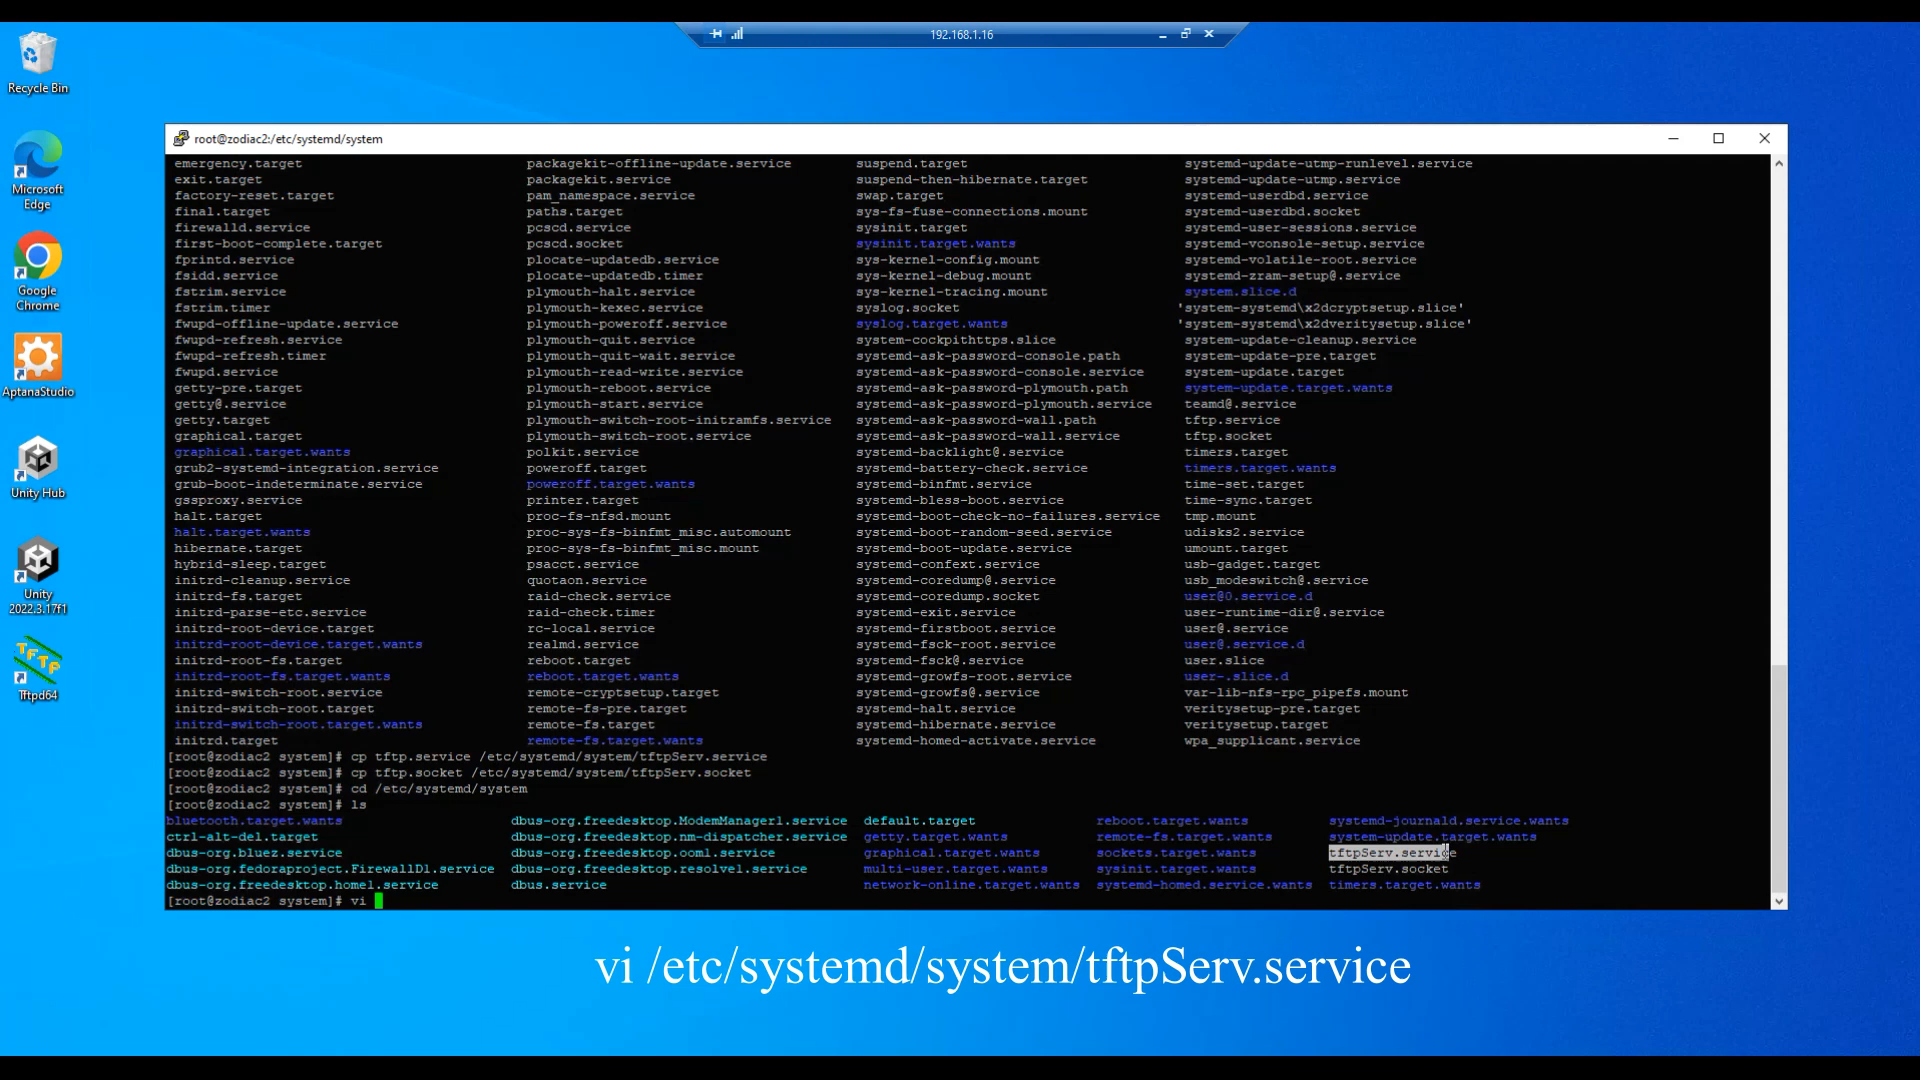 192.168.1.16
Recycle Bin
Microsoft
Edge
Google
Chrome
AptanaStudio
Unity Hub
Unity
2022.3.17f1
Tftpd64
root@zodiac2:/etc/systemd/system
emergency.target packagekit-offline-update.service suspend.target systemd-update-utmp-runlevel.service
exit.target packagekit.service suspend-then-hibernate.target systemd-update-utmp.service
factory-reset.target pam_namespace.service swap.target systemd-userdbd.service
final.target paths.target sys-fs-fuse-connections.mount systemd-userdbd.socket
firewalld.service pcscd.service sysinit.target systemd-user-sessions.service
first-boot-complete.target pcscd.socket sysinit.target.wants systemd-vconsole-setup.service
fprintd.service plocate-updatedb.service sys-kernel-config.mount systemd-volatile-root.service
fsidd.service plocate-updatedb.timer sys-kernel-debug.mount systemd-zram-setup@.service
fstrim.service plymouth-halt.service sys-kernel-tracing.mount system.slice.d
fstrim.timer plymouth-kexec.service syslog.socket 'system-systemd\x2dcryptsetup.slice'
fwupd-offline-update.service plymouth-poweroff.service syslog.target.wants 'system-systemd\x2dveritysetup.slice'
fwupd-refresh.service plymouth-quit.service system-cockpithttps.slice system-update-cleanup.service
fwupd-refresh.timer plymouth-quit-wait.service systemd-ask-password-console.path system-update-pre.target
fwupd.service plymouth-read-write.service systemd-ask-password-console.service system-update.target
getty-pre.target plymouth-reboot.service systemd-ask-password-plymouth.path system-update.target.wants
getty@.service plymouth-start.service systemd-ask-password-plymouth.service teamd@.service
getty.target plymouth-switch-root-initramfs.service systemd-ask-password-wall.path tftp.service
graphical.target plymouth-switch-root.service systemd-ask-password-wall.service tftp.socket
graphical.target.wants polkit.service systemd-backlight@.service timers.target
grub2-systemd-integration.service poweroff.target systemd-battery-check.service timers.target.wants
grub-boot-indeterminate.service poweroff.target.wants systemd-binfmt.service time-set.target
gssproxy.service printer.target systemd-bless-boot.service time-sync.target
halt.target proc-fs-nfsd.mount systemd-boot-check-no-failures.service tmp.mount
halt.target.wants proc-sys-fs-binfmt_misc.automount systemd-boot-random-seed.service udisks2.service
hibernate.target proc-sys-fs-binfmt_misc.mount systemd-boot-update.service umount.target
hybrid-sleep.target psacct.service systemd-confext.service usb-gadget.target
initrd-cleanup.service quotaon.service systemd-coredump@.service usb_modeswitch@.service
initrd-fs.target raid-check.service systemd-coredump.socket user@0.service.d
initrd-parse-etc.service raid-check.timer systemd-exit.service user-runtime-dir@.service
initrd-root-device.target rc-local.service systemd-firstboot.service user@.service
initrd-root-device.target.wants realmd.service systemd-fsck-root.service user@.service.d
initrd-root-fs.target reboot.target systemd-fsck@.service user.slice
initrd-root-fs.target.wants reboot.target.wants systemd-growfs-root.service user-.slice.d
initrd-switch-root.service remote-cryptsetup.target systemd-growfs@.service var-lib-nfs-rpc_pipefs.mount
initrd-switch-root.target remote-fs-pre.target systemd-halt.service veritysetup-pre.target
initrd-switch-root.target.wants remote-fs.target systemd-hibernate.service veritysetup.target
initrd.target remote-fs.target.wants systemd-homed-activate.service wpa_supplicant.service
[root@zodiac2 system]# cp tftp.service /etc/systemd/system/tftpServ.service
[root@zodiac2 system]# cp tftp.socket /etc/systemd/system/tftpServ.socket
[root@zodiac2 system]# cd /etc/systemd/system
[root@zodiac2 system]# ls
bluetooth.target.wants dbus-org.freedesktop.ModemManager1.service default.target reboot.target.wants systemd-journald.service.wants
ctrl-alt-del.target dbus-org.freedesktop.nm-dispatcher.service getty.target.wants remote-fs.target.wants system-update.target.wants
dbus-org.bluez.service dbus-org.freedesktop.oom1.service graphical.target.wants sockets.target.wants tftpServ.service
dbus-org.fedoraproject.FirewallD1.service dbus-org.freedesktop.resolve1.service multi-user.target.wants sysinit.target.wants tftpServ.socket
dbus-org.freedesktop.home1.service dbus.service network-online.target.wants systemd-homed.service.wants timers.target.wants
[root@zodiac2 system]# vi
vi /etc/systemd/system/tftpServ.service